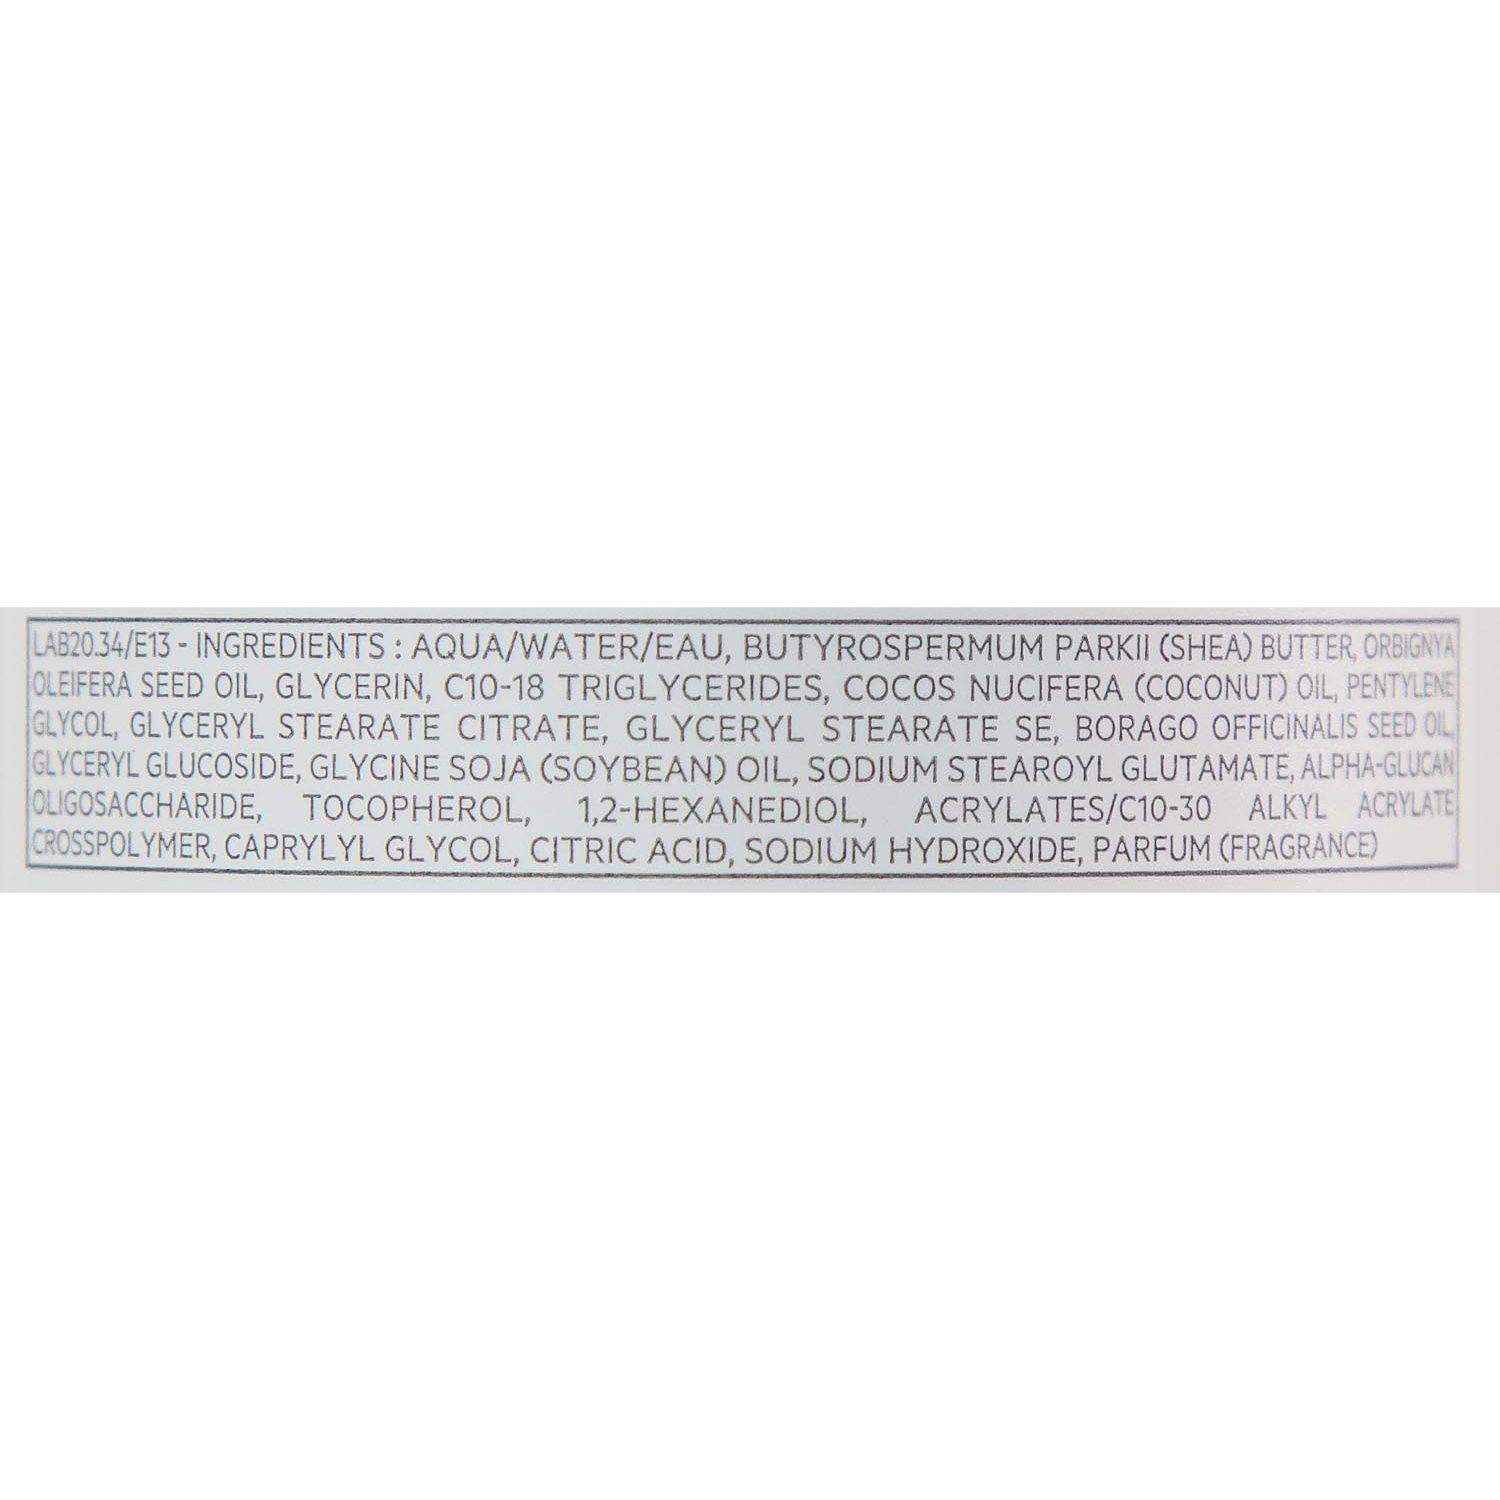 LAB20.34/E13 - INGREDIENTS : AQUA/WATER/EAU, BUTYROSPERMUM PARKII (SHEA) BUTTER, ORBIGNYA
OLEIFERA SEED OIL, GLYCERIN, C10-18 TRIGLYCERIDES, COCOS NUCIFERA (COCONUT) OIL, PENTYLENE
GLYCOL, GLYCERYL STEARATE CITRATE, GLYCERYL STEARATE SE, BORAGO OFFICINALIS SEED OIL,
GLYCERYL GLUCOSIDE, GLYCINE SOJA (SOYBEAN) OIL, SODIUM STEAROYL GLUTAMATE, ALPHA-GLUCAN
OLIGOSACCHARIDE, TOCOPHEROL, 1,2-HEXANEDIOL, ACRYLATES/C10-30 ALKYL ACRYLATE
CROSSPOLYMER, CAPRYLYL GLYCOL, CITRIC ACID, SODIUM HYDROXIDE, PARFUM (FRAGRANCE)